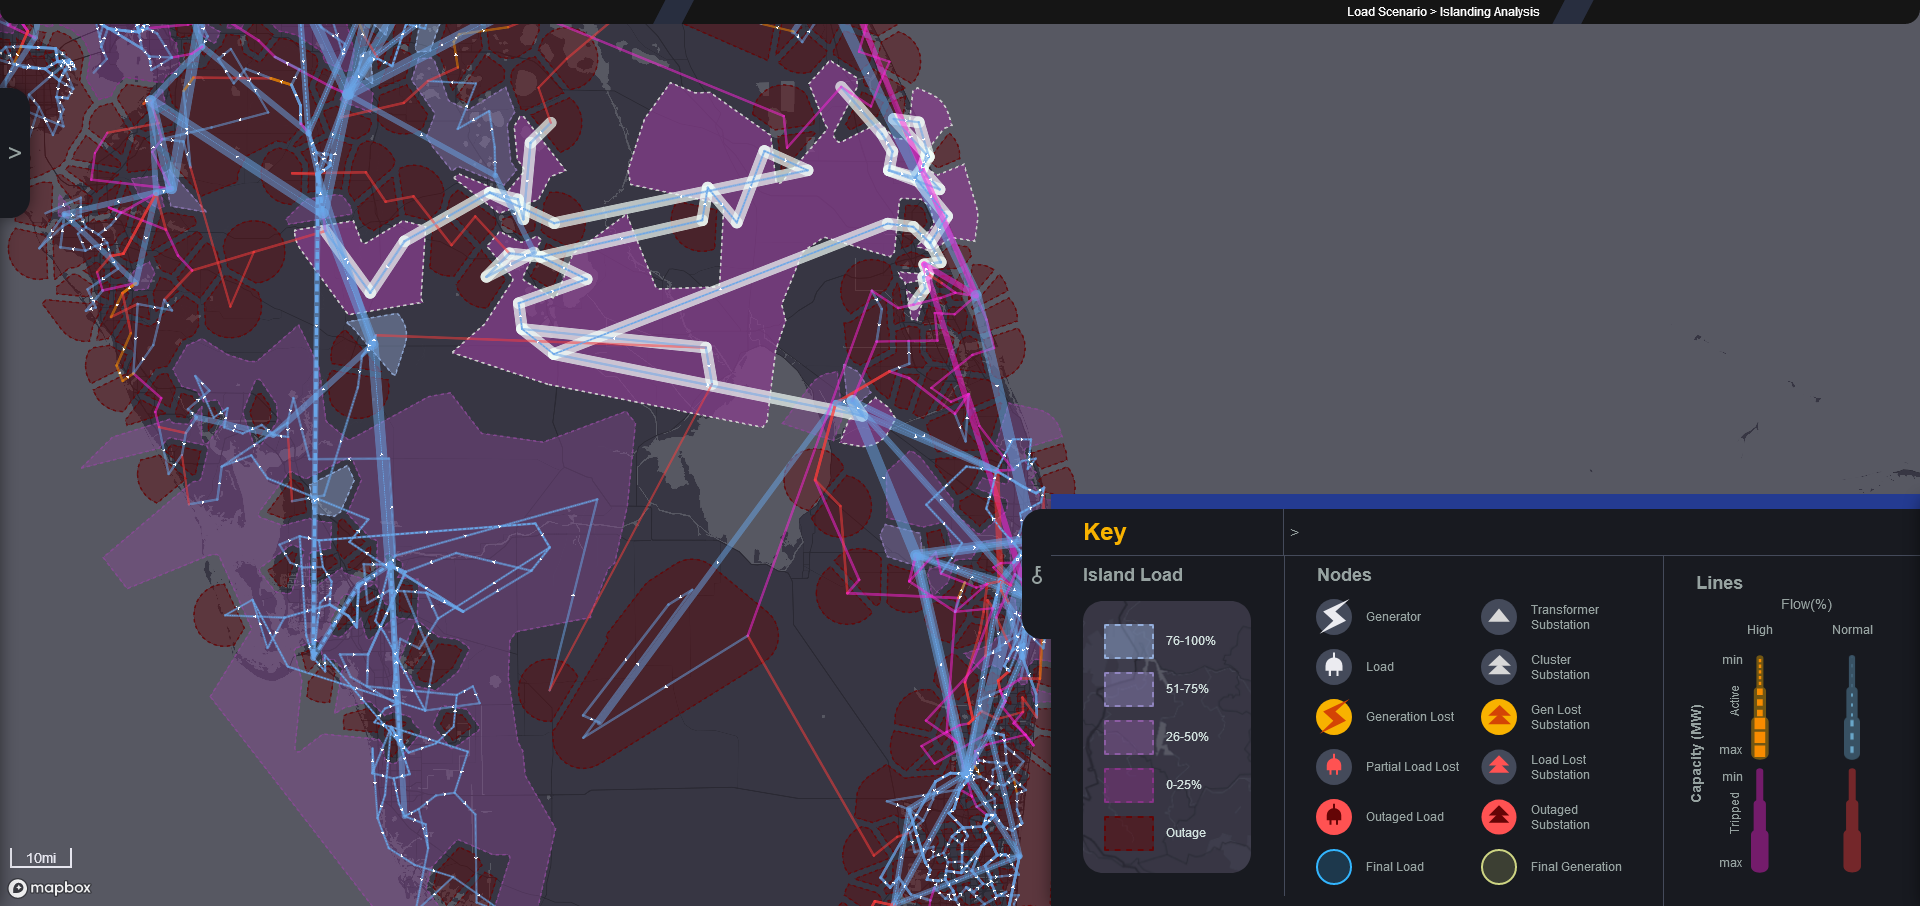 Load Scenario > Islanding Analysis
>
Key
>
Island Load
76-100%
51-75%
26-50%
0-25%
Outage
Nodes
Generator
Load
Generation Lost
Partial Load Lost
Outaged Load
Final Load
Transformer
Substation
Cluster
Substation
Gen Lost
Substation
Load Lost
Substation
Outaged
Substation
Final Generation
Lines
Flow(%)
High
Normal
Capacity (MW)
Active
min
max
Tripped
min
max
10mi
mapbox